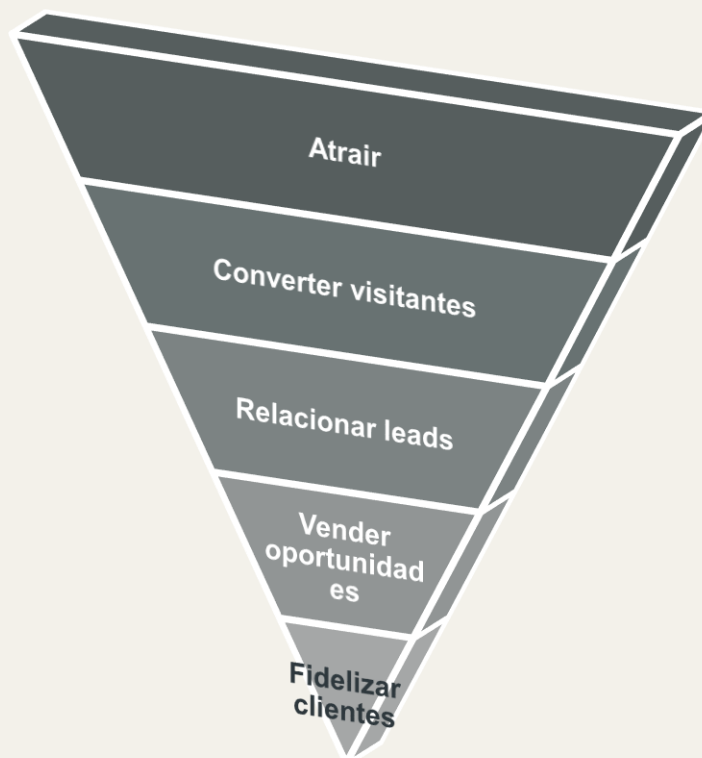 Atrair
Converter visitantes
Relacionar leads
Vender
oportunidad
es
Fidelizar
clientes